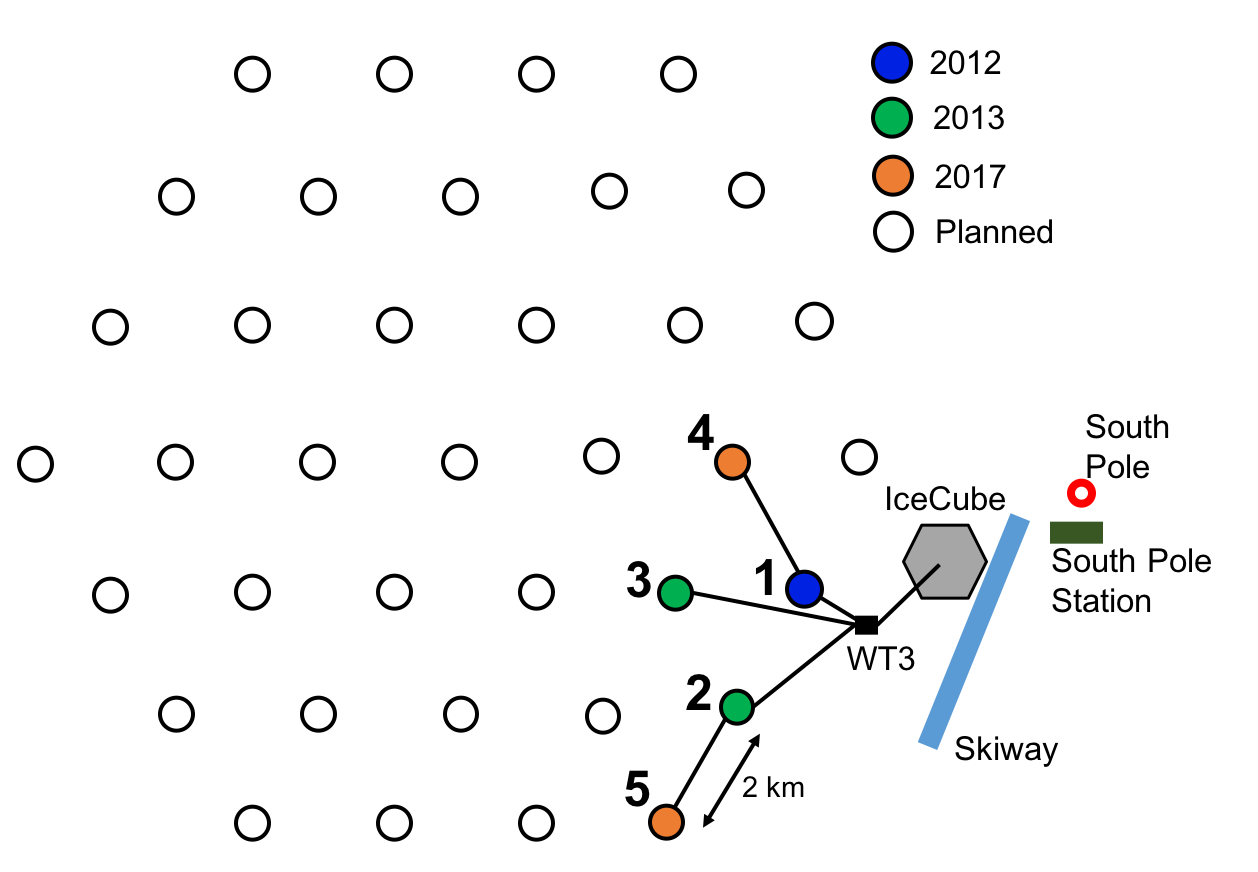 2012
2013
2017
Planned
4
South
Pole
IceCube
3
1
South Pole
Station
WT3
2
Skiway
5
2 km